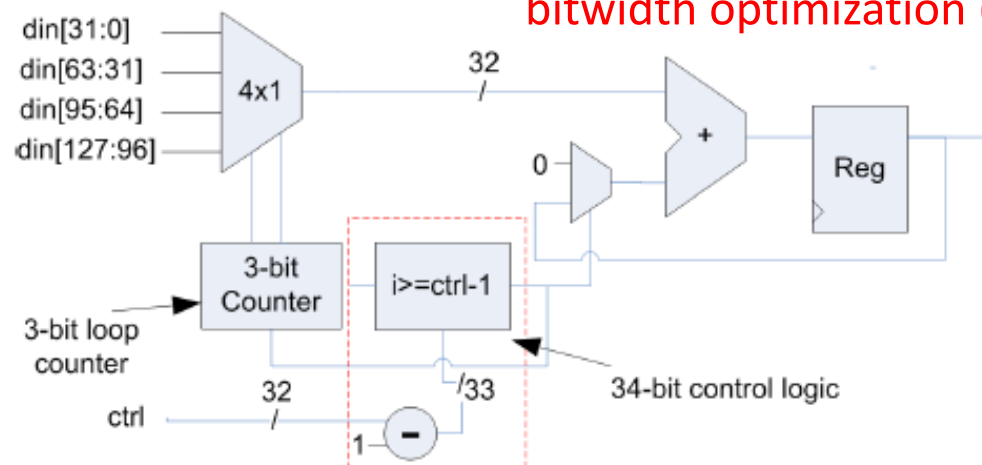 bitwidth optimization
din[31:0]
din[63:31]
din[95:64]
din[127:96]
4x1
32
0
+
Reg
3-bit
Counter
i>=ctrl-1
3-bit loop
counter
34-bit control logic
/33
32
ctrl
1
-